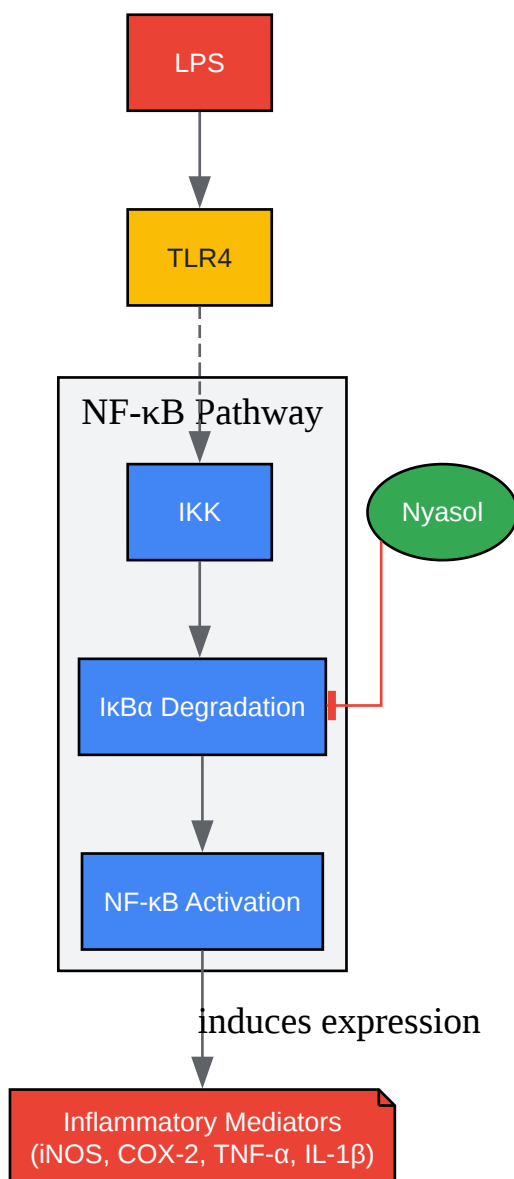 LPS
TLR4
NF-κB Pathway
IKK
Nyasol
IκBα Degradation
NF-κB Activation
induces expression
Inflammatory Mediators
(iNOS, COX-2, TNF-α, IL-1β)